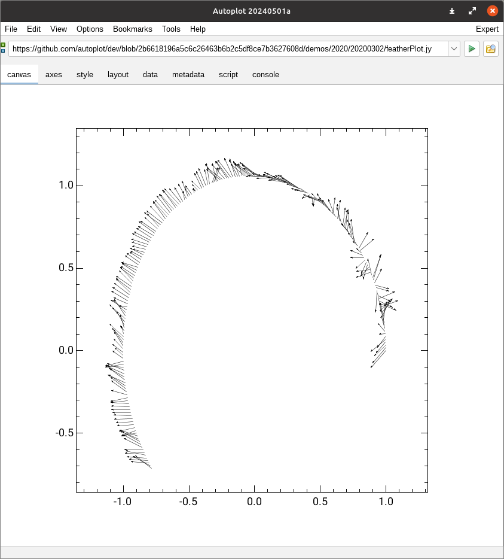 Autoplot 20240501a
File Edit View Options Bookmarks Tools Help Expert
https://github.com/autoplot/dev/blob/2b6618196a5c6c26463b6b2c5df8ce7b3627608d/demos/2020/20200302/featherPlot.jy
canvas axes style layout data metadata script console
1.0
0.5
0.0
-0.5
-1.0 -0.5 0.0 0.5 1.0